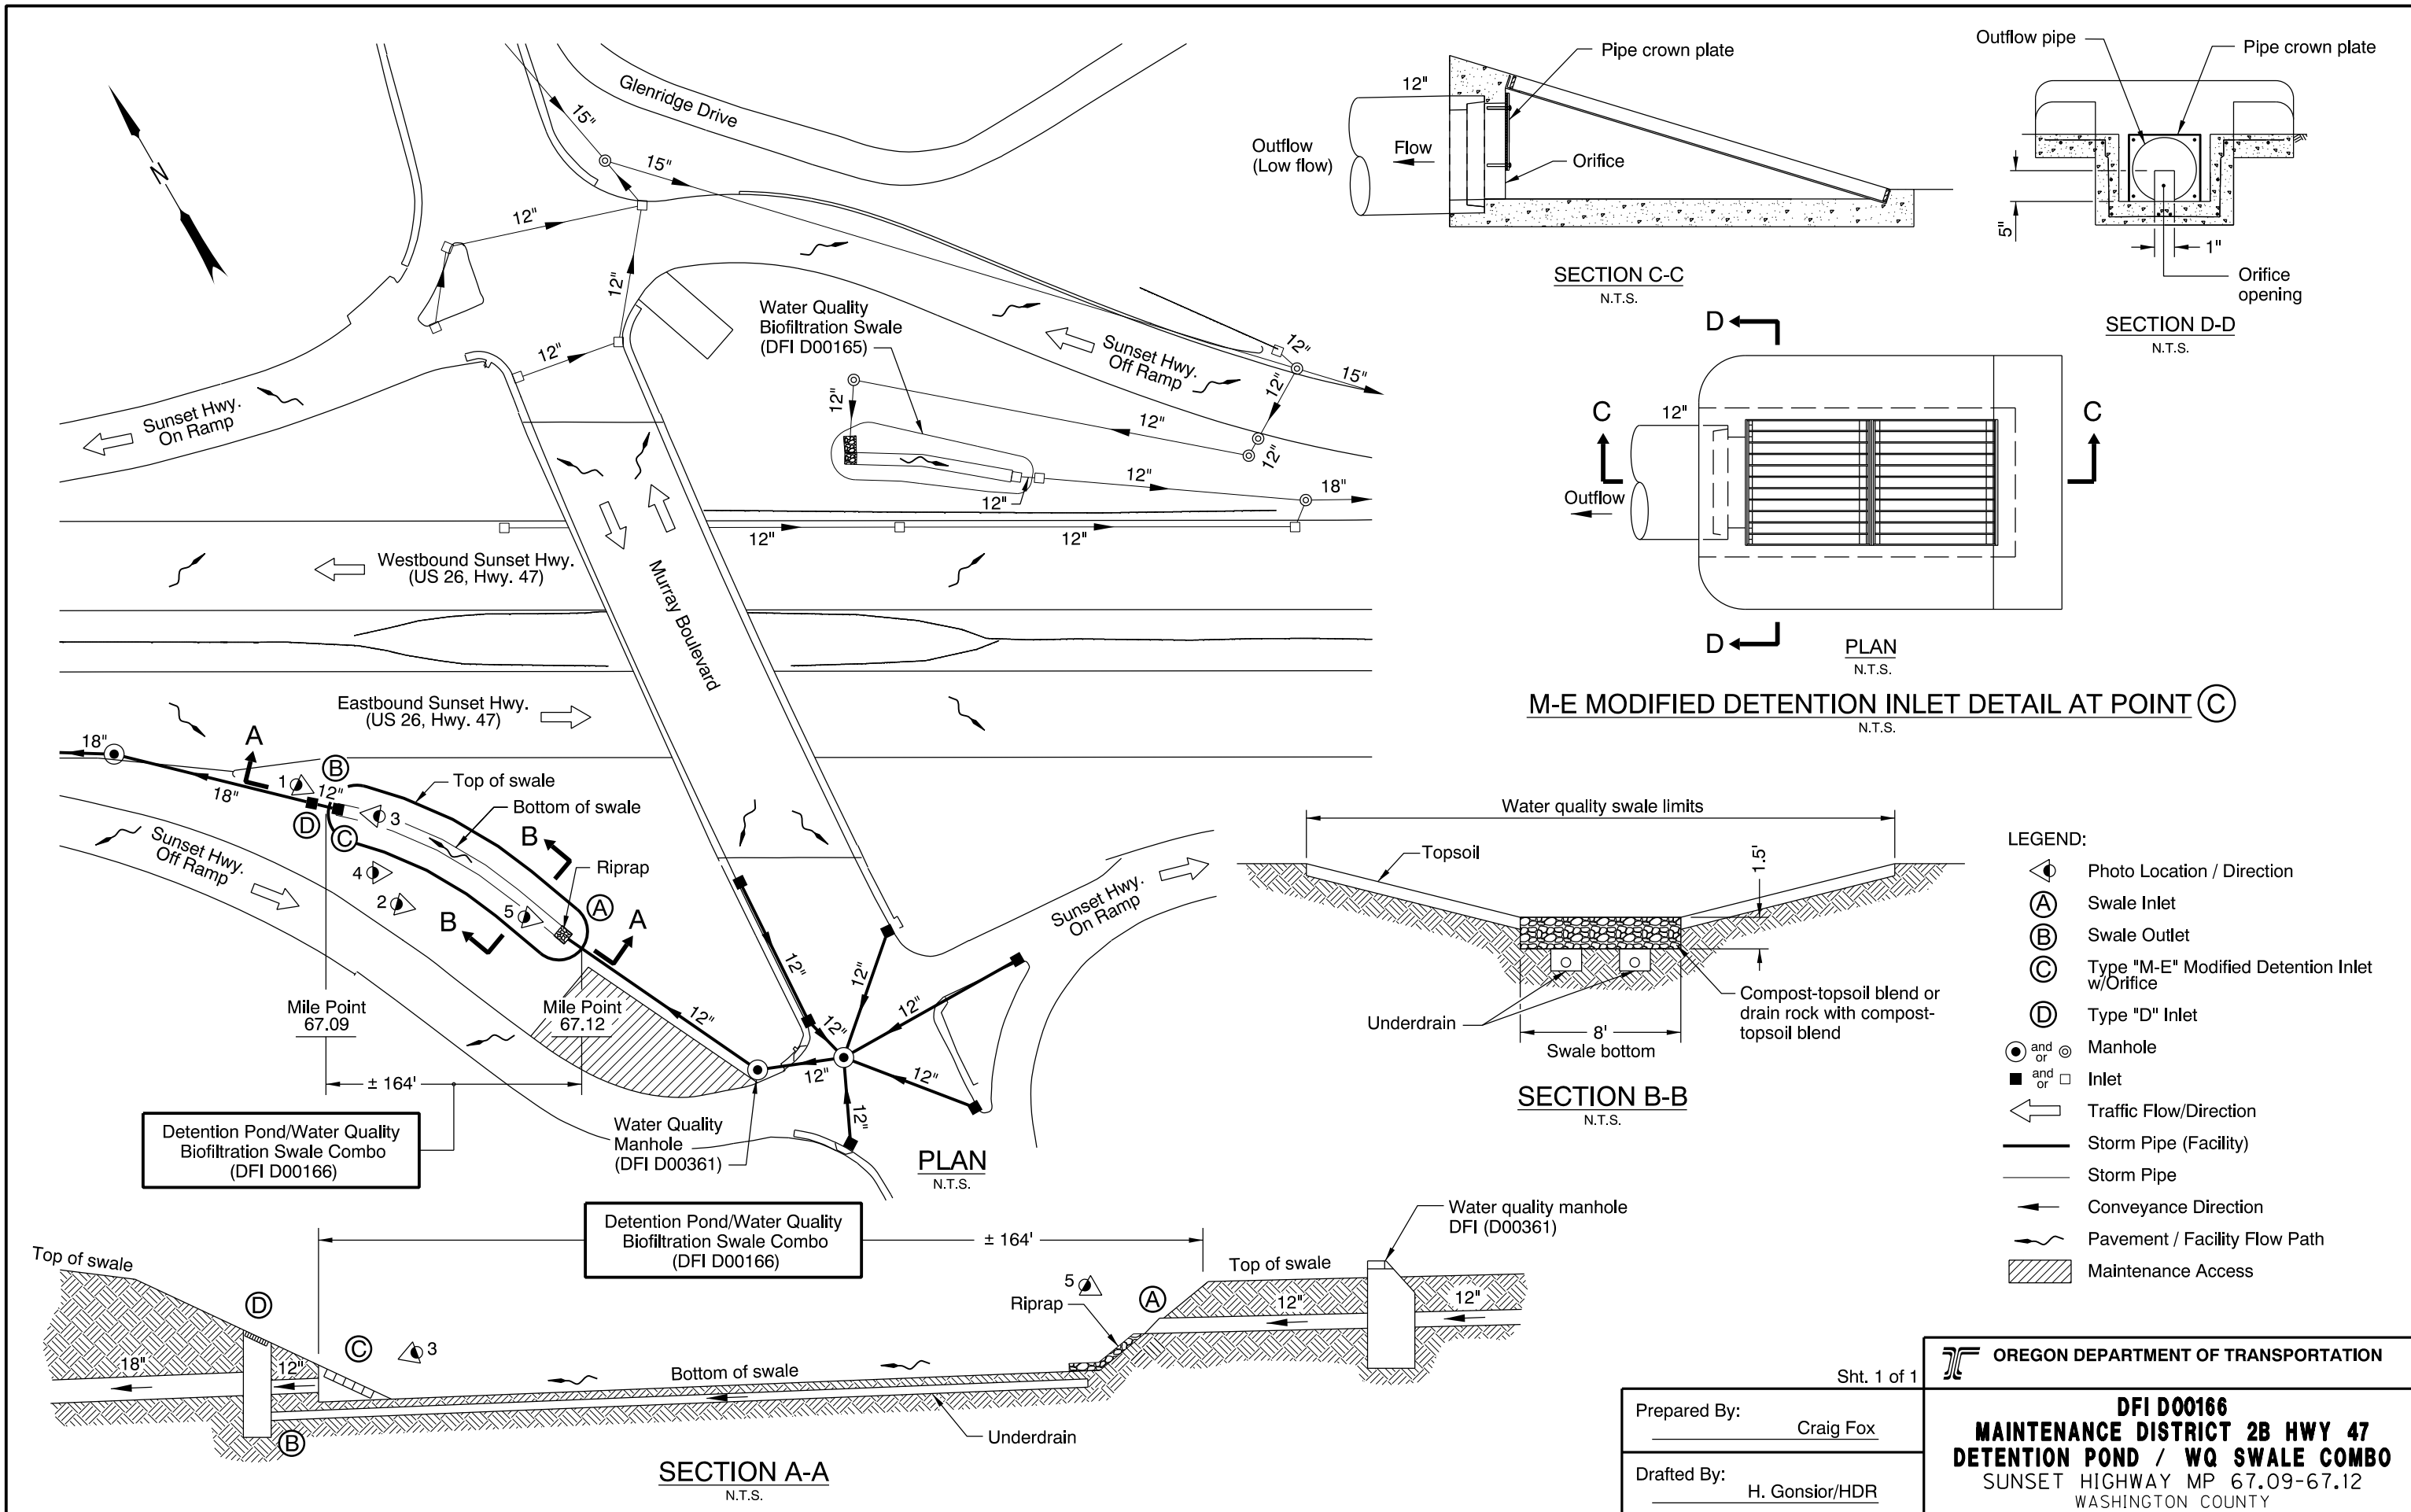 Glenridge Drive
15"
15"
12"
12"
12"
N
Water Quality
Biofiltration Swale
(DFI D00165)
Sunset Hwy.
Off Ramp
12"
15"
12"
12"
12"
12"
12"
12"
18"
Sunset Hwy.
On Ramp
12"
12"
Westbound Sunset Hwy.
(US 26, Hwy. 47)
Murray Boulevard
Eastbound Sunset Hwy.
(US 26, Hwy. 47)
18"
A
B
1
12"
18"
Top of swale
Bottom of swale
D
C
3
B
Riprap
Sunset Hwy.
Off Ramp
4
2
5
A
A
B
Sunset Hwy.
On Ramp
12"
12"
12"
12"
12"
12"
12"
12"
Mile Point
67.09
Mile Point
67.12
± 164'
Detention Pond/Water Quality
Biofiltration Swale Combo
(DFI D00166)
Water Quality
Manhole
(DFI D00361)
PLAN
N.T.S.
12"
Pipe crown plate
Outflow
(Low flow)
Flow
Orifice
SECTION C-C
N.T.S.
Outflow pipe
Pipe crown plate
5"
1"
Orifice
opening
SECTION D-D
N.T.S.
D
C
12"
C
Outflow
D
PLAN
N.T.S.
M-E MODIFIED DETENTION INLET DETAIL AT POINT C
N.T.S.
Water quality swale limits
Topsoil
1.5'
Underdrain
8'
Swale bottom
Compost-topsoil blend or
drain rock with compost-
topsoil blend
SECTION B-B
N.T.S.
LEGEND:
Photo Location / Direction
A Swale Inlet
B Swale Outlet
C Type "M-E" Modified Detention Inlet
w/Orifice
D Type "D" Inlet
and
or
Manhole
and
or
Inlet
Traffic Flow/Direction
Storm Pipe (Facility)
Storm Pipe
Conveyance Direction
Pavement / Facility Flow Path
Maintenance Access
Detention Pond/Water Quality
Biofiltration Swale Combo
(DFI D00166)
± 164'
Water quality manhole
DFI (D00361)
Top of swale
D
C
3
18"
12"
B
Bottom of swale
5
Riprap
A
Top of swale
12"
12"
Underdrain
SECTION A-A
N.T.S.
Sht. 1 of 1
OREGON DEPARTMENT OF TRANSPORTATION
Prepared By:
Craig Fox
Drafted By:
H. Gonsior/HDR
DFI D00166
MAINTENANCE DISTRICT 2B HWY 47
DETENTION POND / WQ SWALE COMBO
SUNSET HIGHWAY MP 67.09-67.12
WASHINGTON COUNTY